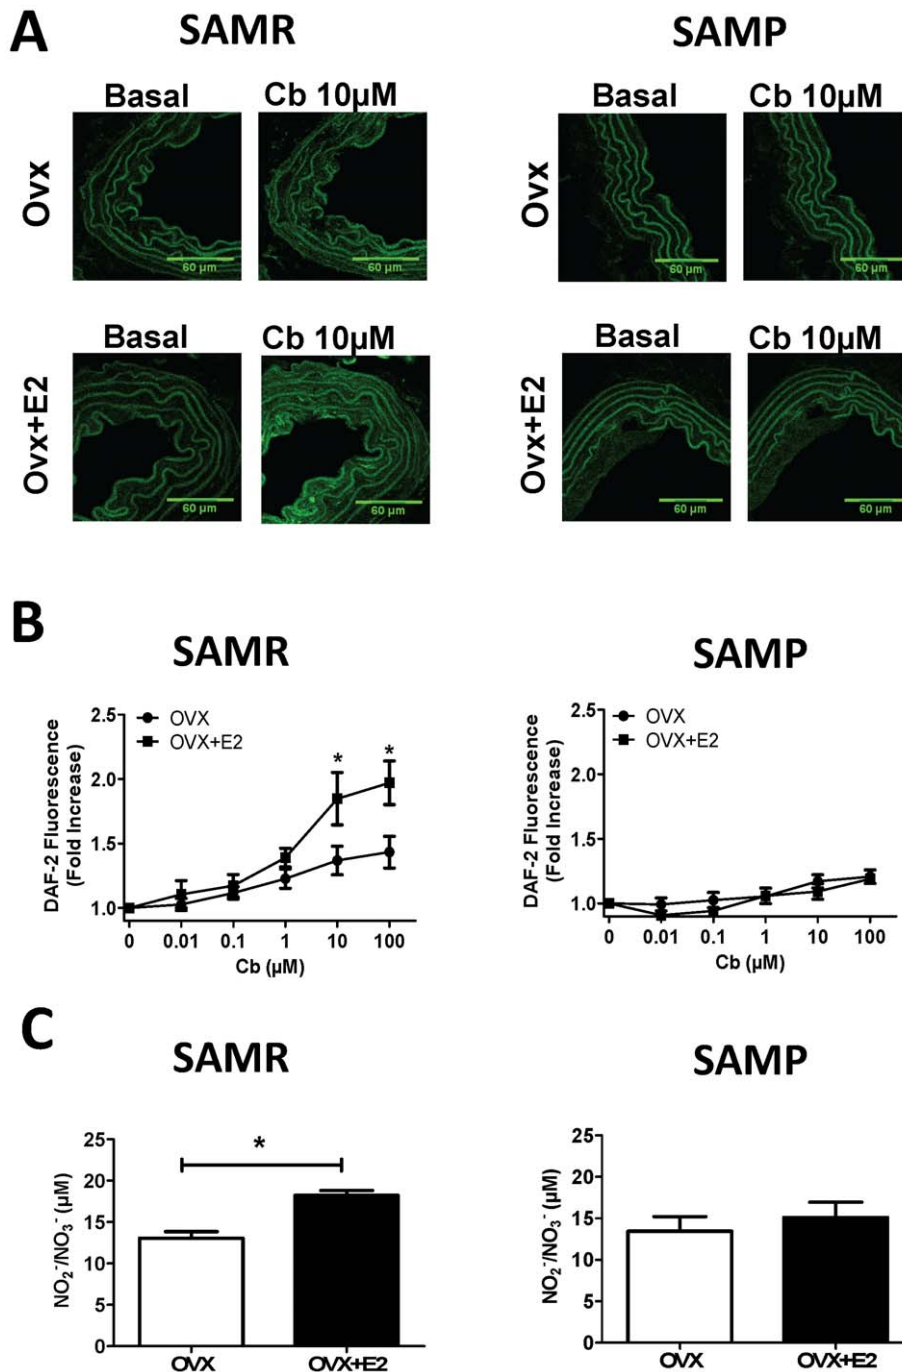 A
SAMR
SAMP
Basal
Cb 10µM
Basal
Cb 10µM
Ovx
60 µm
60 µm
Ovx
60 µm
60 µm
Basal
Cb 10µM
Basal
Cb 10µM
Ovx+E2
60 µm
60 µm
Ovx+E2
60 µm
60 µm
B
SAMR
SAMP
DAF-2 Fluorescence
(Fold Increase)
2.5
2.0
1.5
1.0
OVX
OVX+E2
* *
0 0.01 0.1 1 10 100
Cb (µM)
DAF-2 Fluorescence
(Fold Increase)
2.5
2.0
1.5
1.0
OVX
OVX+E2
0 0.01 0.1 1 10 100
Cb (µM)
C
SAMR
SAMP
NO₂⁻/NO₃⁻ (µM)
25
20
15
10
5
0
*
OVX OVX+E2
NO₂⁻/NO₃⁻ (µM)
25
20
15
10
5
0
OVX OVX+E2